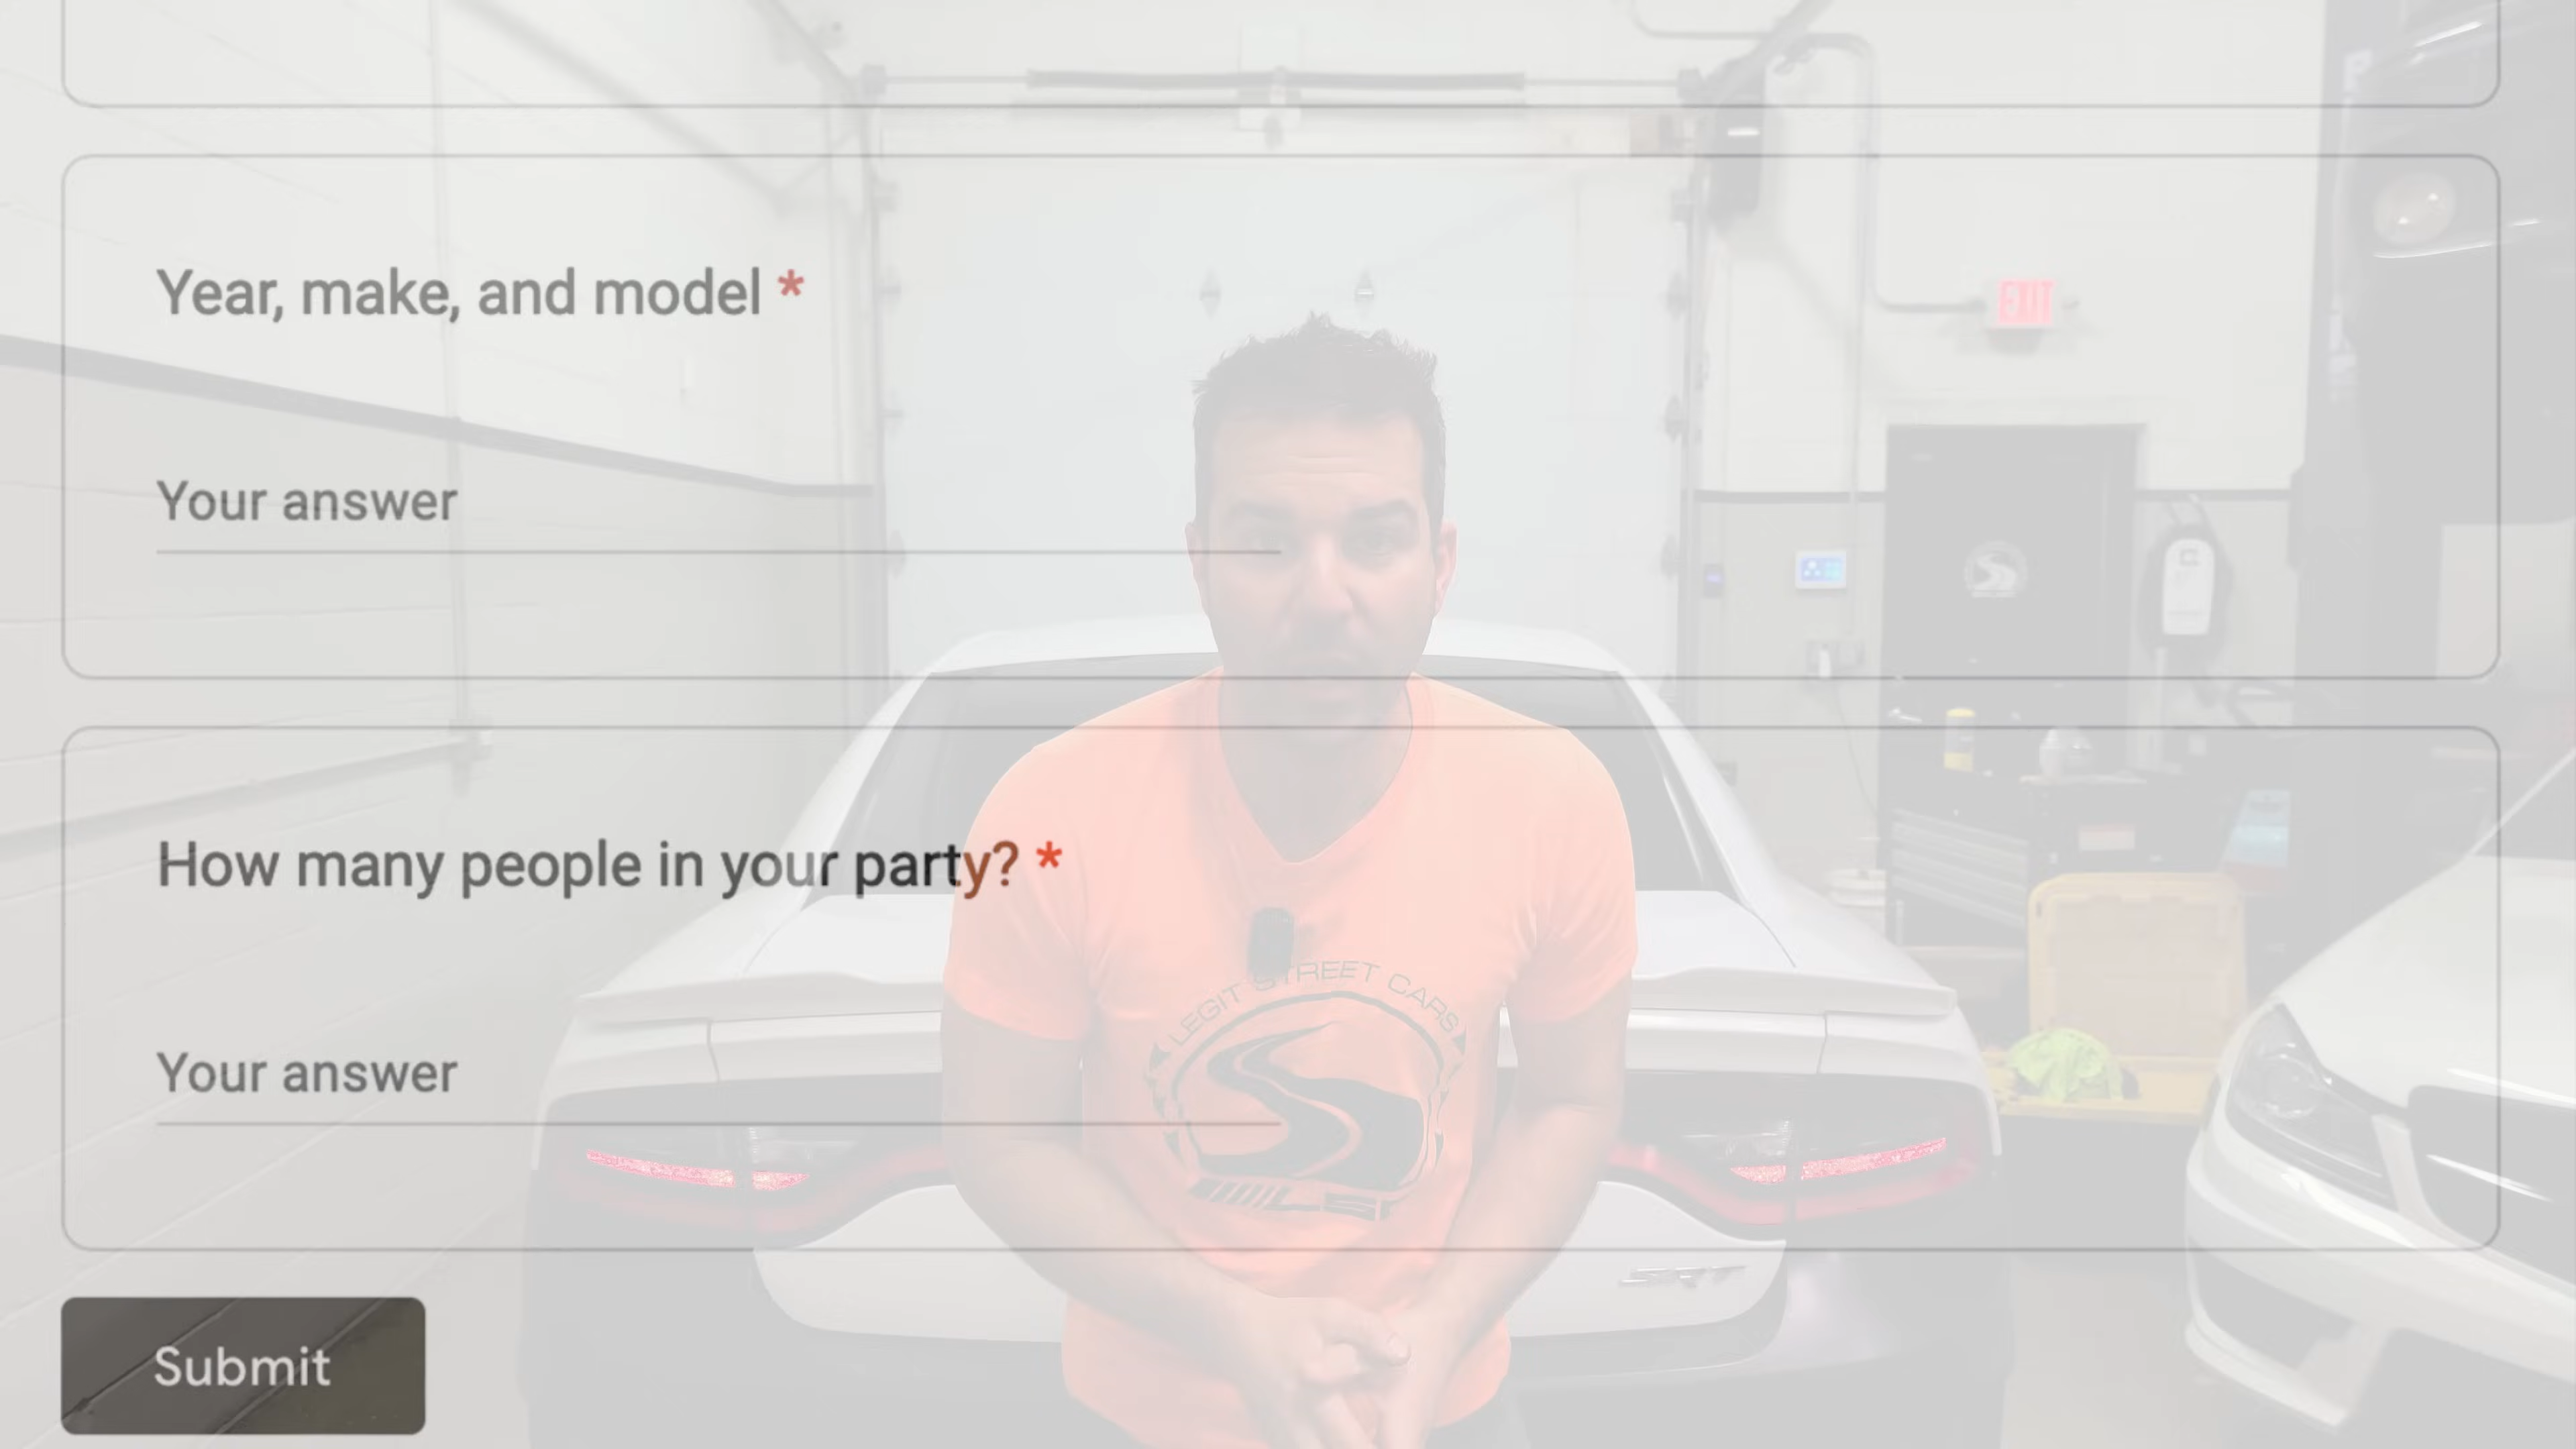 EXIT
Year, make, and model *
Your answer
How many people in your party? *
LEGIT STREET CARS
Your answer
SRT
Submit